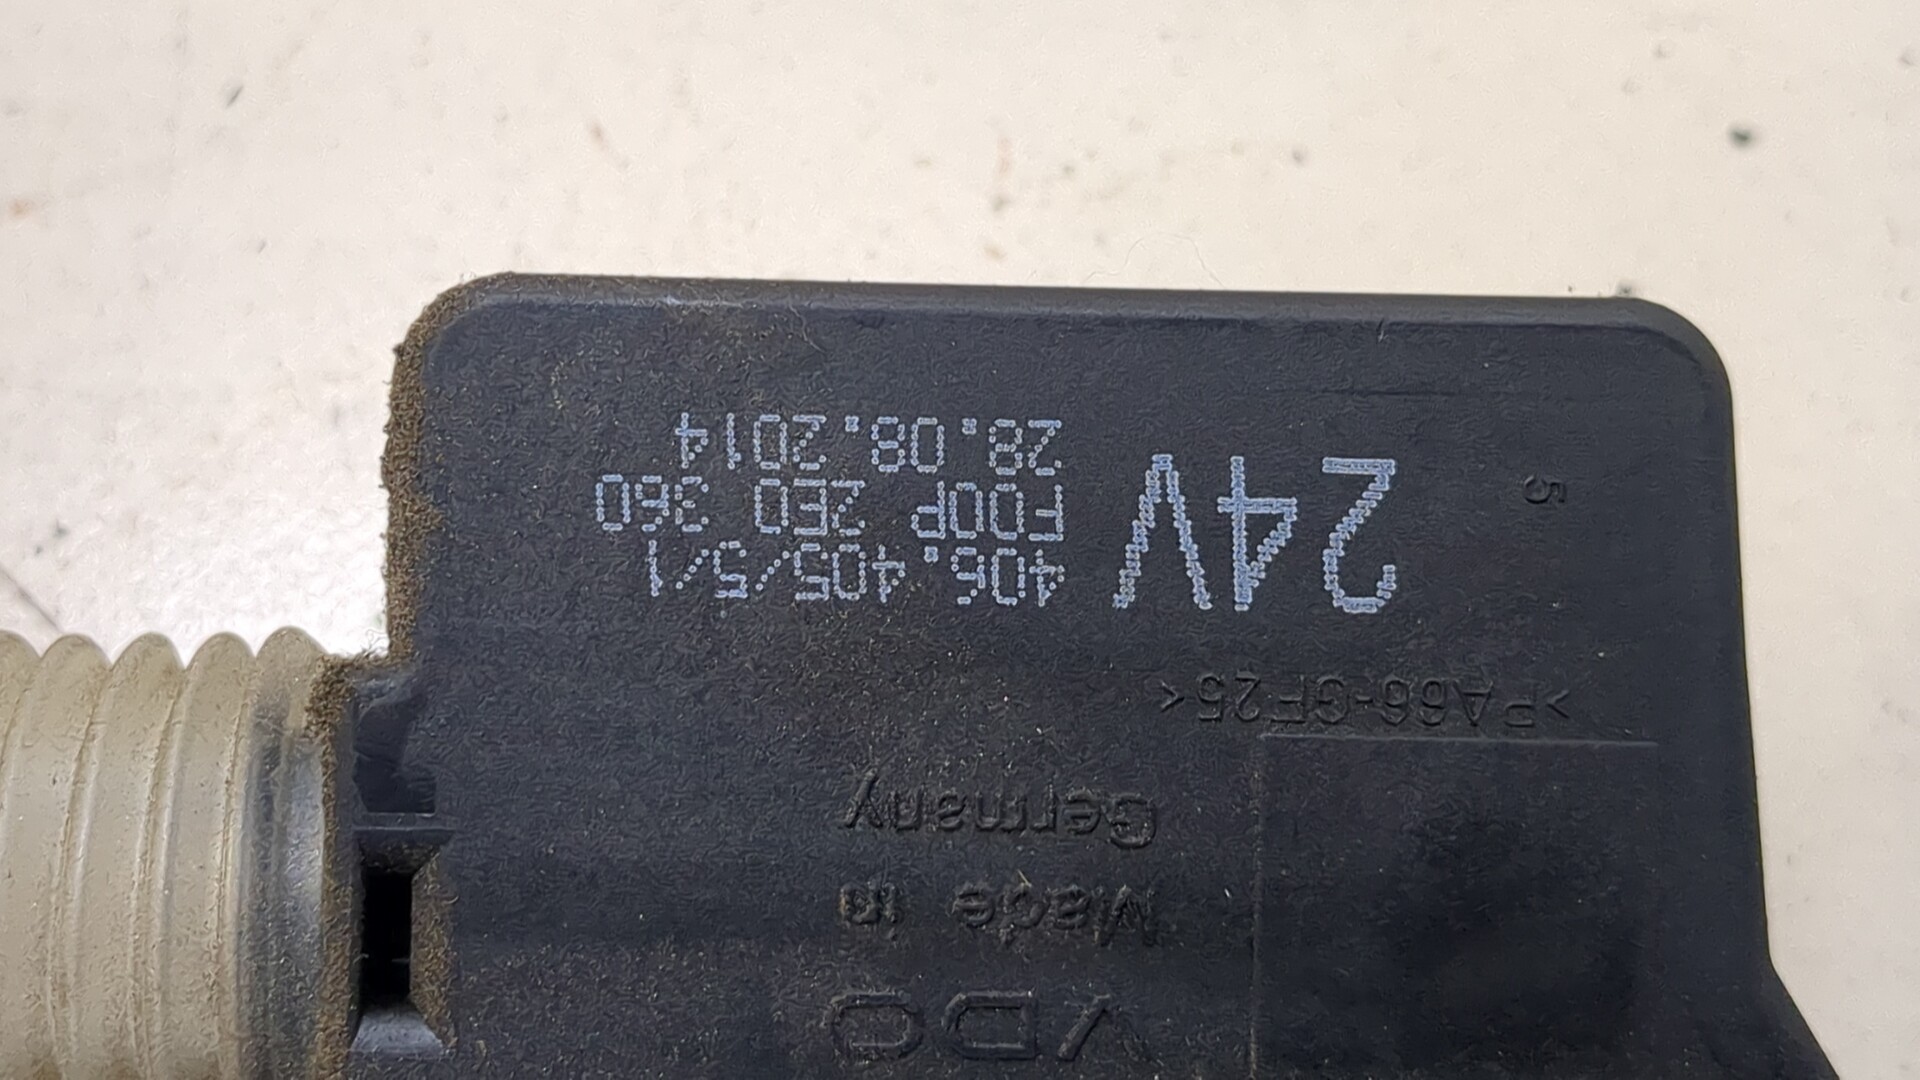 VDO
Made in
Germany
>PA66-GF25<
24V
406.405/5/1
F00P 2E0 360
28.08.2014
5